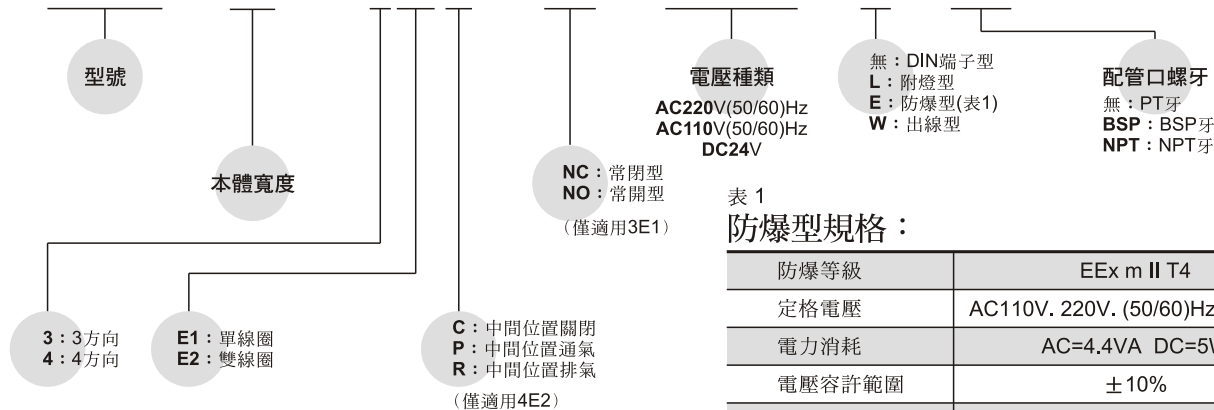 型號
本體寬度
3：3方向
4：4方向
E1：單線圈
E2：雙線圈
C：中間位置關閉
P：中間位置通氣
R：中間位置排氣
（僅適用4E2）
NC：常閉型
NO：常開型
（僅適用3E1）
電壓種類
AC220V(50/60)Hz
AC110V(50/60)Hz
DC24V
無：DIN端子型
L：附燈型
E：防爆型(表1)
W：出線型
配管口螺牙
無：PT牙
BSP：BSP牙
NPT：NPT牙
表 1
防爆型規格：
防爆等級 EEx m II T4
定格電壓 AC110V. 220V. (50/60)Hz
電力消耗 AC=4.4VA DC=5
電壓容許範圍 ±10%